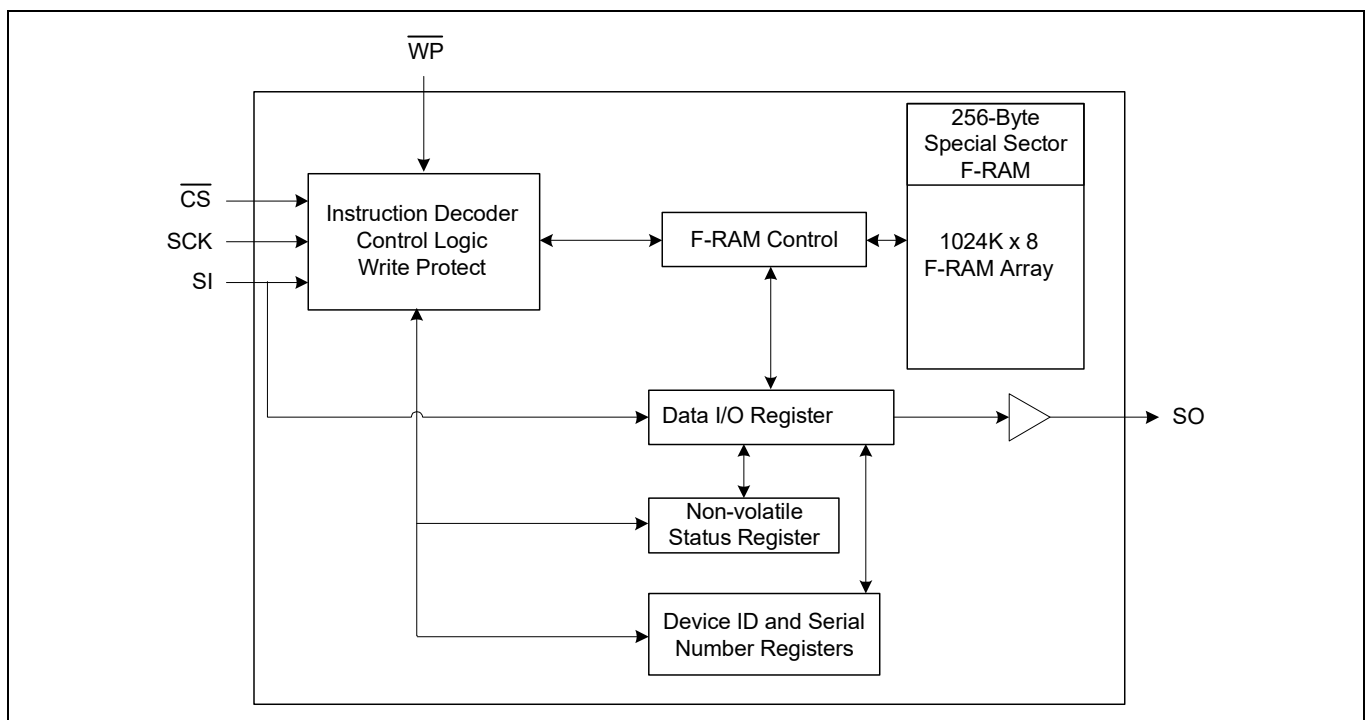 WP
256-Byte
Special Sector
F-RAM
CS
SCK
SI
Instruction Decoder
Control Logic
Write Protect
F-RAM Control
1024K x 8
F-RAM Array
Data I/O Register
SO
Non-volatile
Status Register
Device ID and Serial
Number Registers